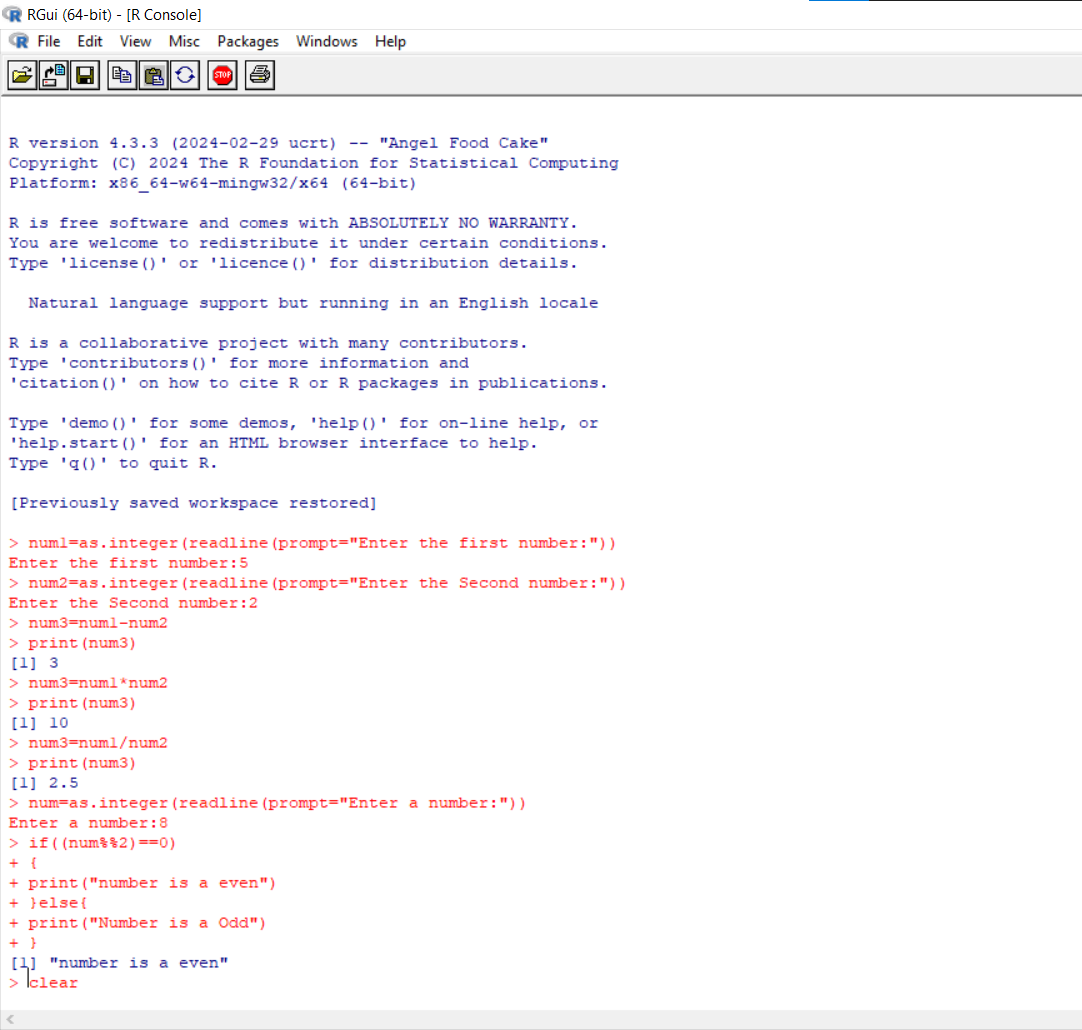 RGui (64-bit) - [R Console]
File Edit View Misc Packages Windows Help
STOP
R version 4.3.3 (2024-02-29 ucrt) -- "Angel Food Cake"
Copyright (C) 2024 The R Foundation for Statistical Computing
Platform: x86_64-w64-mingw32/x64 (64-bit)
R is free software and comes with ABSOLUTELY NO WARRANTY.
You are welcome to redistribute it under certain conditions.
Type 'license()' or 'licence()' for distribution details.
  Natural language support but running in an English locale
R is a collaborative project with many contributors.
Type 'contributors()' for more information and
'citation()' on how to cite R or R packages in publications.
Type 'demo()' for some demos, 'help()' for on-line help, or
'help.start()' for an HTML browser interface to help.
Type 'q()' to quit R.
[Previously saved workspace restored]
> num1=as.integer(readline(prompt="Enter the first number:"))
Enter the first number:5
> num2=as.integer(readline(prompt="Enter the Second number:"))
Enter the Second number:2
> num3=num1-num2
> print(num3)
[1] 3
> num3=num1*num2
> print(num3)
[1] 10
> num3=num1/num2
> print(num3)
[1] 2.5
> num=as.integer(readline(prompt="Enter a number:"))
Enter a number:8
> if((num%%2)==0)
+ {
+ print("number is a even")
+ }else{
+ print("Number is a Odd")
+ }
[1] "number is a even"
> clear